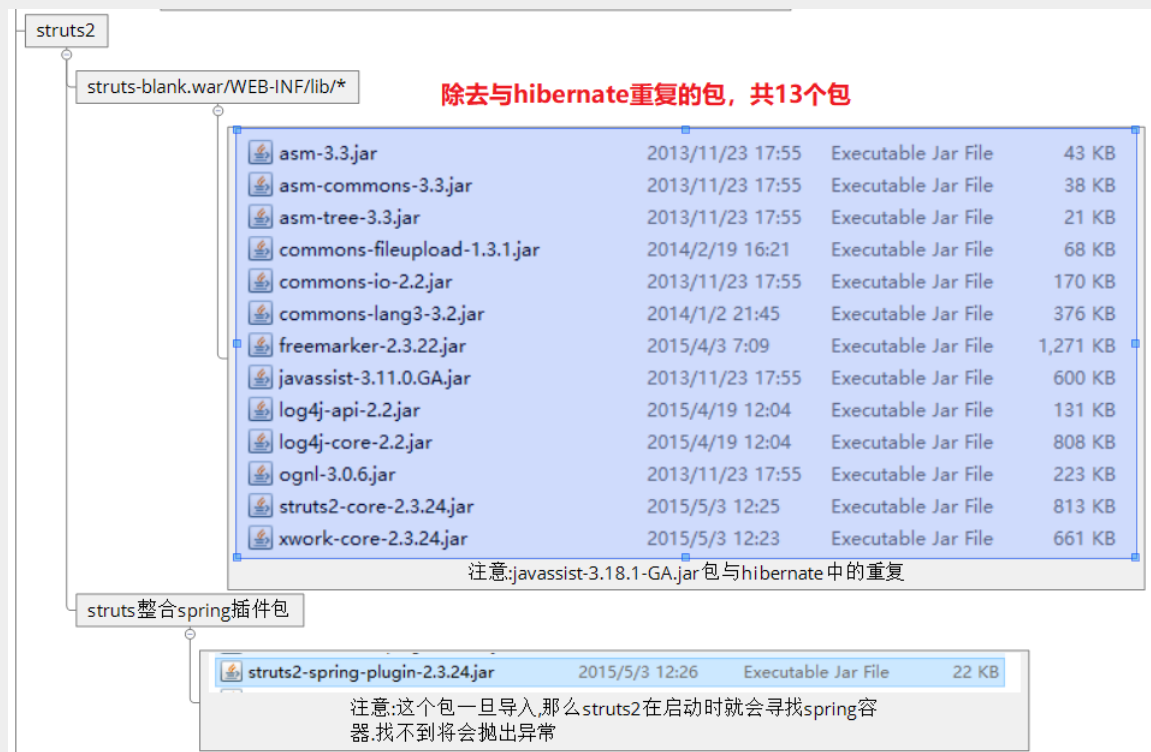 struts2
struts-blank.war/WEB-INF/lib/*
除去与hibernate重复的包，共13个包
asm-3.3.jar 2013/11/23 17:55 Executable Jar File 43 KB
asm-commons-3.3.jar 2013/11/23 17:55 Executable Jar File 38 KB
asm-tree-3.3.jar 2013/11/23 17:55 Executable Jar File 21 KB
commons-fileupload-1.3.1.jar 2014/2/19 16:21 Executable Jar File 68 KB
commons-io-2.2.jar 2013/11/23 17:55 Executable Jar File 170 KB
commons-lang3-3.2.jar 2014/1/2 21:45 Executable Jar File 376 KB
freemarker-2.3.22.jar 2015/4/3 7:09 Executable Jar File 1,271 KB
javassist-3.11.0.GA.jar 2013/11/23 17:55 Executable Jar File 600 KB
log4j-api-2.2.jar 2015/4/19 12:04 Executable Jar File 131 KB
log4j-core-2.2.jar 2015/4/19 12:04 Executable Jar File 808 KB
ognl-3.0.6.jar 2013/11/23 17:55 Executable Jar File 223 KB
struts2-core-2.3.24.jar 2015/5/3 12:25 Executable Jar File 813 KB
xwork-core-2.3.24.jar 2015/5/3 12:23 Executable Jar File 661 KB
注意:javassist-3.18.1-GA.jar包与hibernate中的重复
struts整合spring插件包
struts2-spring-plugin-2.3.24.jar 2015/5/3 12:26 Executable Jar File 22 KB
注意:这个包一旦导入,那么struts2在启动时就会寻找spring容
器.找不到将会抛出异常